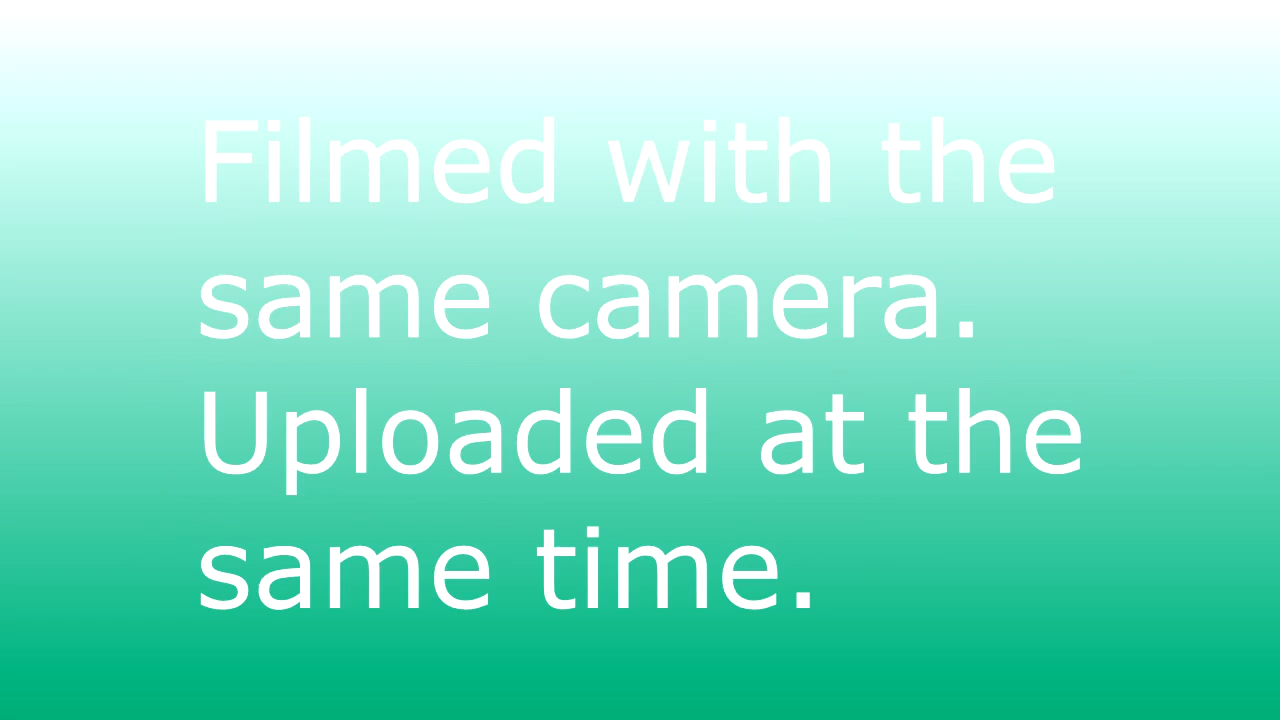 Filmed with the
same camera.
Uploaded at the
same time.